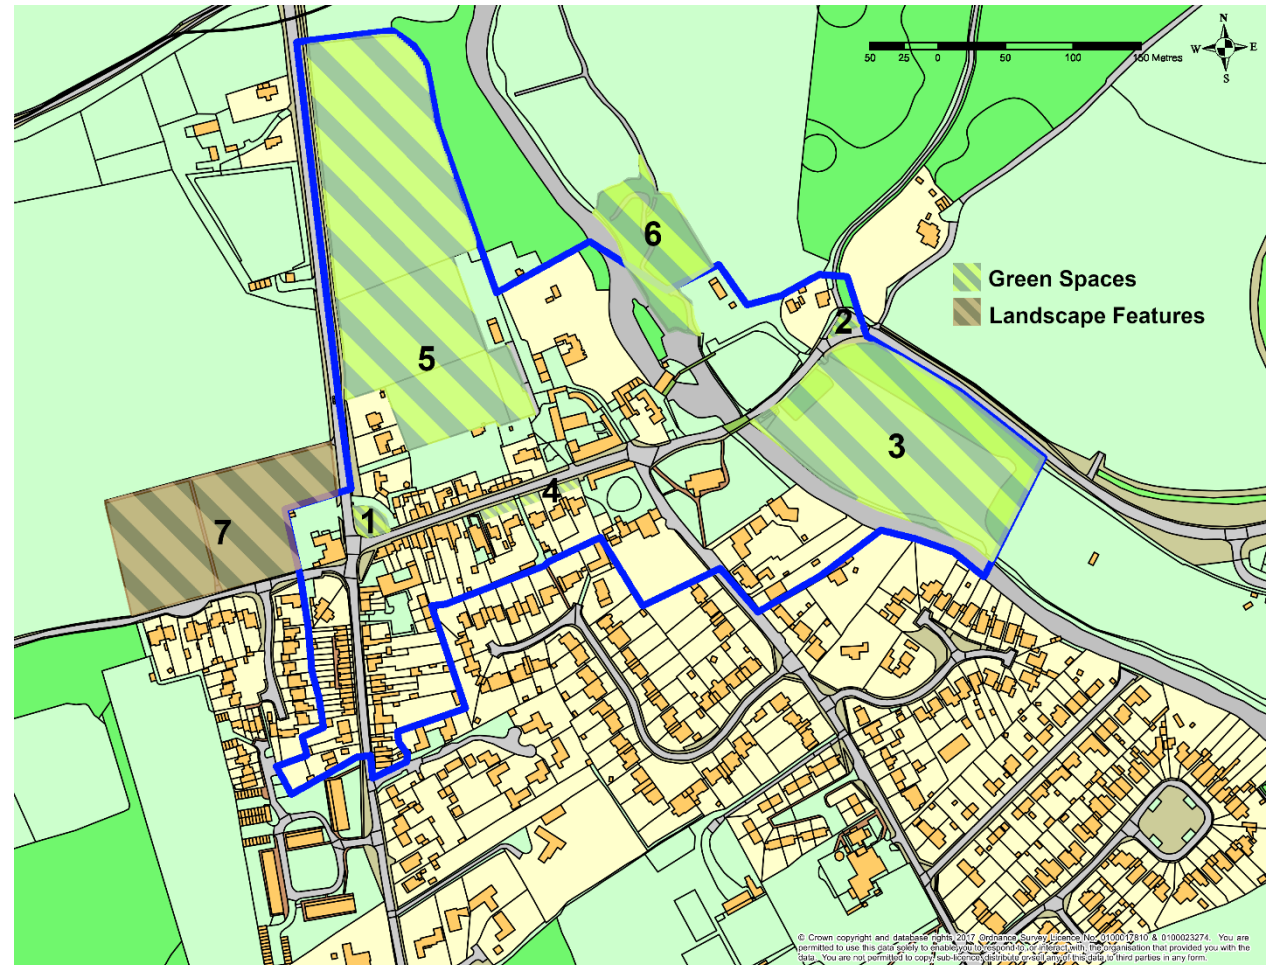 N
W E
S
50 25 0 50 100 150 Metres
6
Green Spaces
2
Landscape Features
5
3
4
1
7
© Crown copyright and database rights 2017 Ordnance Survey Licence No. 0100017810 & 0100023274. You are
permitted to use this data solely to enable you to respond to, or interact with, the organisation that provided you with the
data. You are not permitted to copy, sub-licence, distribute or sell any of this data to third parties in any form.